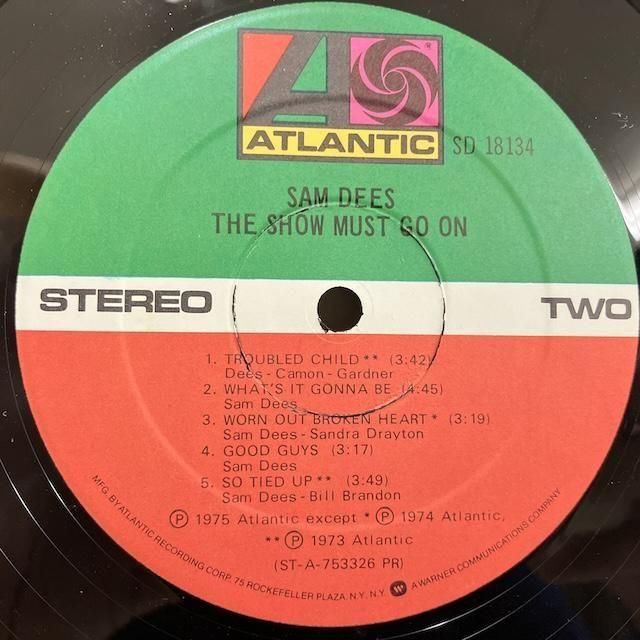 ATLANTIC ®
SD 18134
SAM DEES
THE SHOW MUST GO ON
STEREO
TWO
1. TROUBLED CHILD ** (3:42)
Dees - Camon - Gardner
2. WHAT'S IT GONNA BE (4:45)
Sam Dees
3. WORN OUT BROKEN HEART * (3:19)
Sam Dees - Sandra Drayton
4. GOOD GUYS (3:17)
Sam Dees
5. SO TIED UP ** (3:49)
Sam Dees - Bill Brandon
℗ 1975 Atlantic except * ℗ 1974 Atlantic,
** ℗ 1973 Atlantic
(ST-A-753326 PR)
MFG. BY ATLANTIC RECORDING CORP. 75 ROCKEFELLER PLAZA, N.Y. N.Y. A WARNER COMMUNICATIONS COMPANY